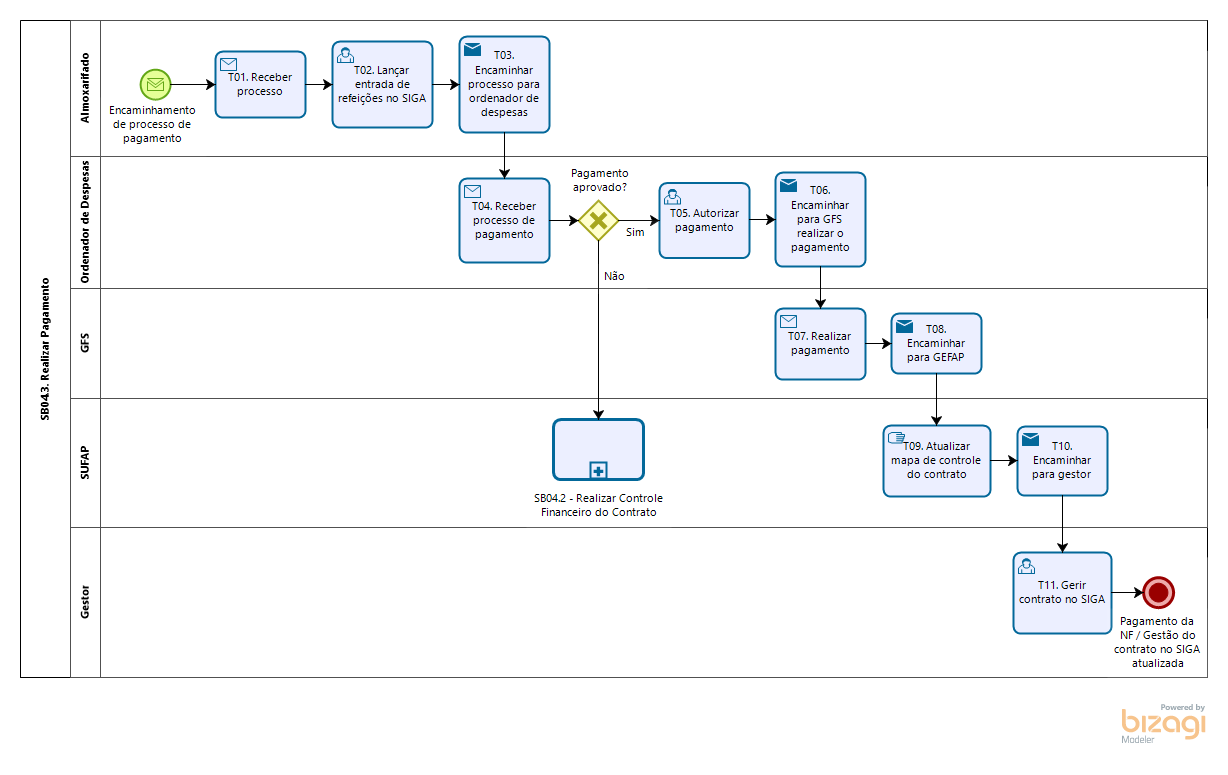 SB04.3. Realizar Pagamento
Almoxarifado
Encaminhamento
de processo de
pagamento
T01. Receber
processo
T02. Lançar
entrada de
refeições no SIGA
T03.
Encaminhar
processo para
ordenador de
despesas
Ordenador de Despesas
T04. Receber
processo de
pagamento
Pagamento
aprovado?
Sim
Não
T05. Autorizar
pagamento
T06.
Encaminhar
para GFS
realizar o
pagamento
GFS
T07. Realizar
pagamento
T08.
Encaminhar
para GEFAP
SUFAP
SB04.2 - Realizar Controle
Financeiro do Contrato
T09. Atualizar
mapa de controle
do contrato
T10.
Encaminhar
para gestor
Gestor
T11. Gerir
contrato no SIGA
Pagamento da
NF / Gestão do
contrato no SIGA
atualizada
Powered by
bizagi
Modeler